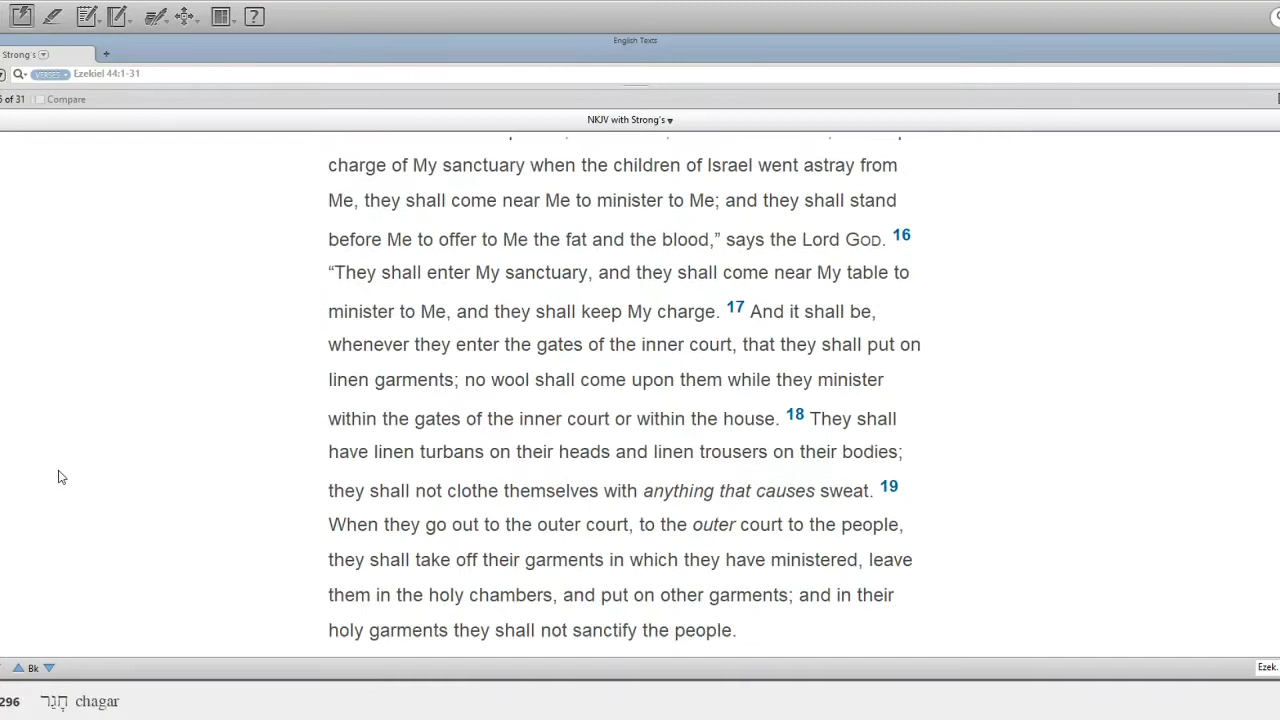 English Texts
Strong's
+
VERSES Ezekiel 44:1-31
of 31 Compare
NKJV with Strong's
charge of My sanctuary when the children of Israel went astray from
Me, they shall come near Me to minister to Me; and they shall stand
before Me to offer to Me the fat and the blood,” says the Lord GOD. 16
“They shall enter My sanctuary, and they shall come near My table to
minister to Me, and they shall keep My charge. 17 And it shall be,
whenever they enter the gates of the inner court, that they shall put on
linen garments; no wool shall come upon them while they minister
within the gates of the inner court or within the house. 18 They shall
have linen turbans on their heads and linen trousers on their bodies;
they shall not clothe themselves with anything that causes sweat. 19
When they go out to the outer court, to the outer court to the people,
they shall take off their garments in which they have ministered, leave
them in the holy chambers, and put on other garments; and in their
holy garments they shall not sanctify the people.
Bk
Ezek.
296 חָגַר chagar